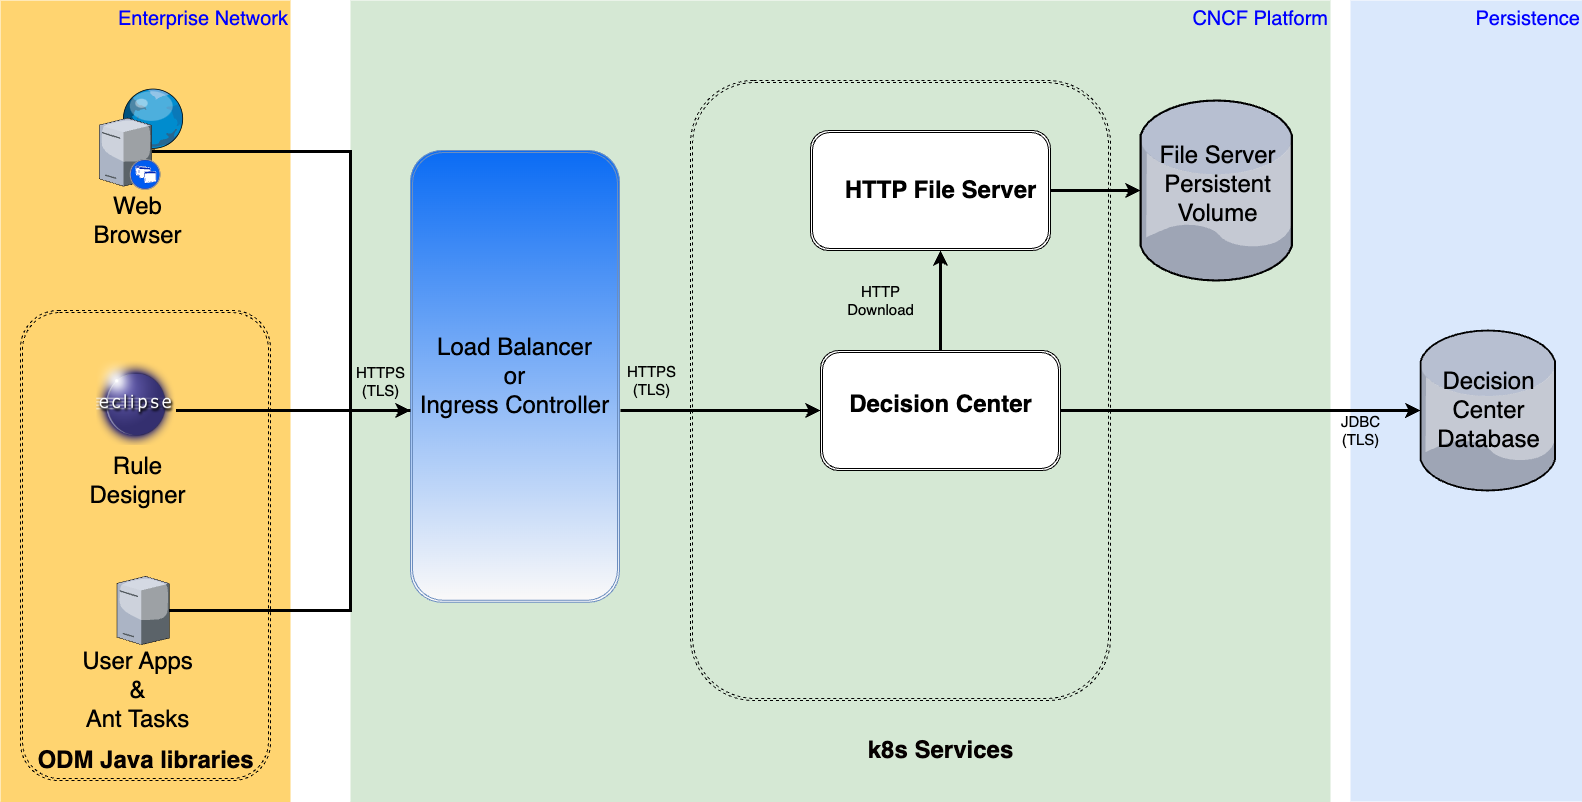 Enterprise Network
CNCF Platform
Persistence
Web
Browser
eclipse
Rule
Designer
User Apps
&
Ant Tasks
ODM Java libraries
HTTPS
(TLS)
Load Balancer
or
Ingress Controller
HTTPS
(TLS)
HTTP File Server
HTTP
Download
Decision Center
k8s Services
File Server
Persistent
Volume
JDBC
(TLS)
Decision
Center
Database